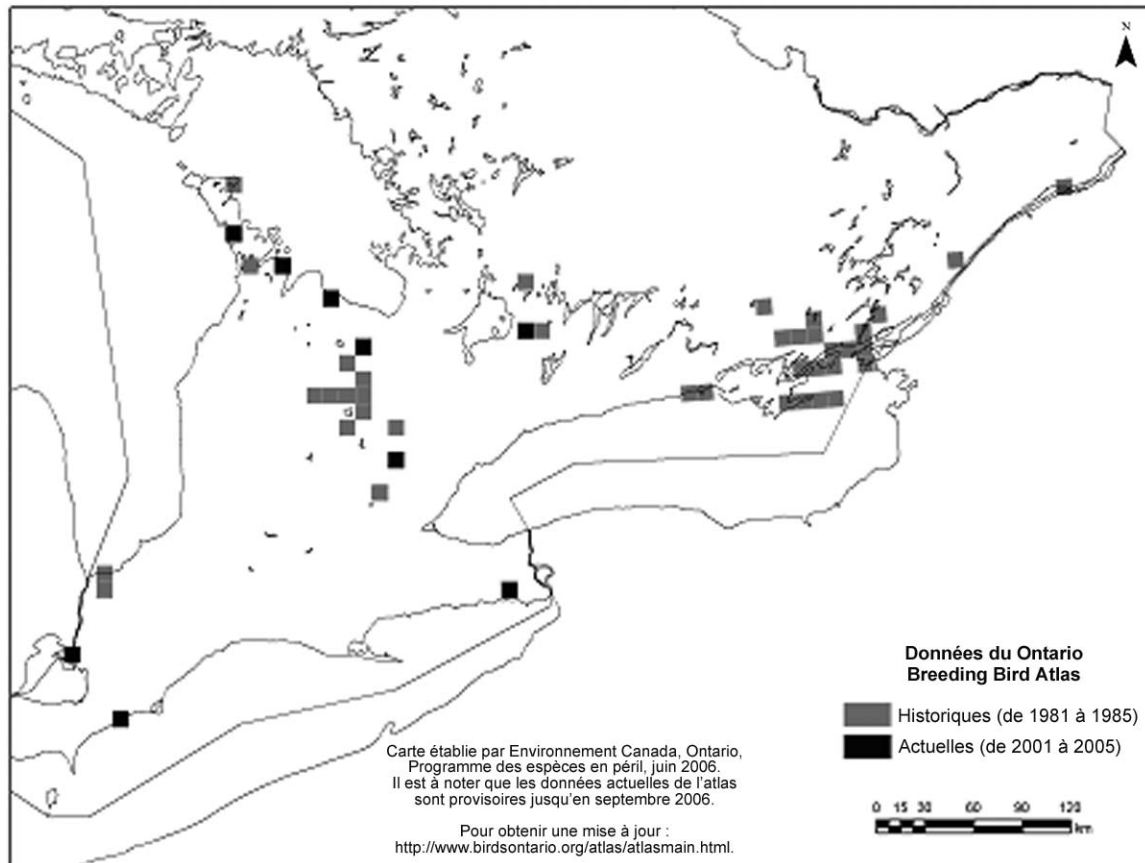 N
Données du Ontario
Breeding Bird Atlas
Historiques (de 1981 à 1985)
Actuelles (de 2001 à 2005)
Carte établie par Environnement Canada, Ontario,
Programme des espèces en péril, juin 2006.
Il est à noter que les données actuelles de l'atlas
sont provisoires jusqu'en septembre 2006.
Pour obtenir une mise à jour :
http://www.birdsontario.org/atlas/atlasmain.html.
0 15 30 60 90 120
km